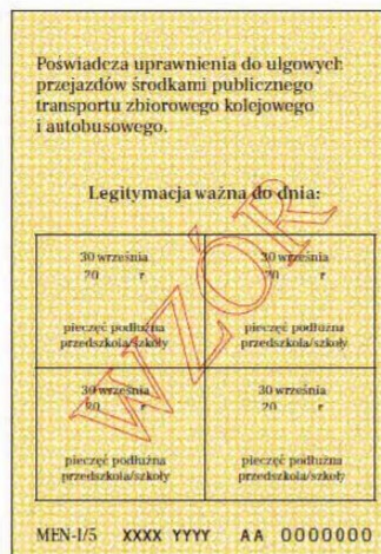 Poświadcza uprawnienia do ulgowych
przejazdów środkami publicznego
transportu zbiorowego kolejowego
i autobusowego.
Legitymacja ważna do dnia:
30 września
20 r
pieczęć podłużna
przedszkola/szkoły
30 września
20 r
pieczęć podłużna
przedszkola/szkoły
30 września
20 r
pieczęć podłużna
przedszkola/szkoły
30 września
20 r
pieczęć podłużna
przedszkola/szkoły
WZÓR
MEN-I/5 XXXX YYYY AA 0000000